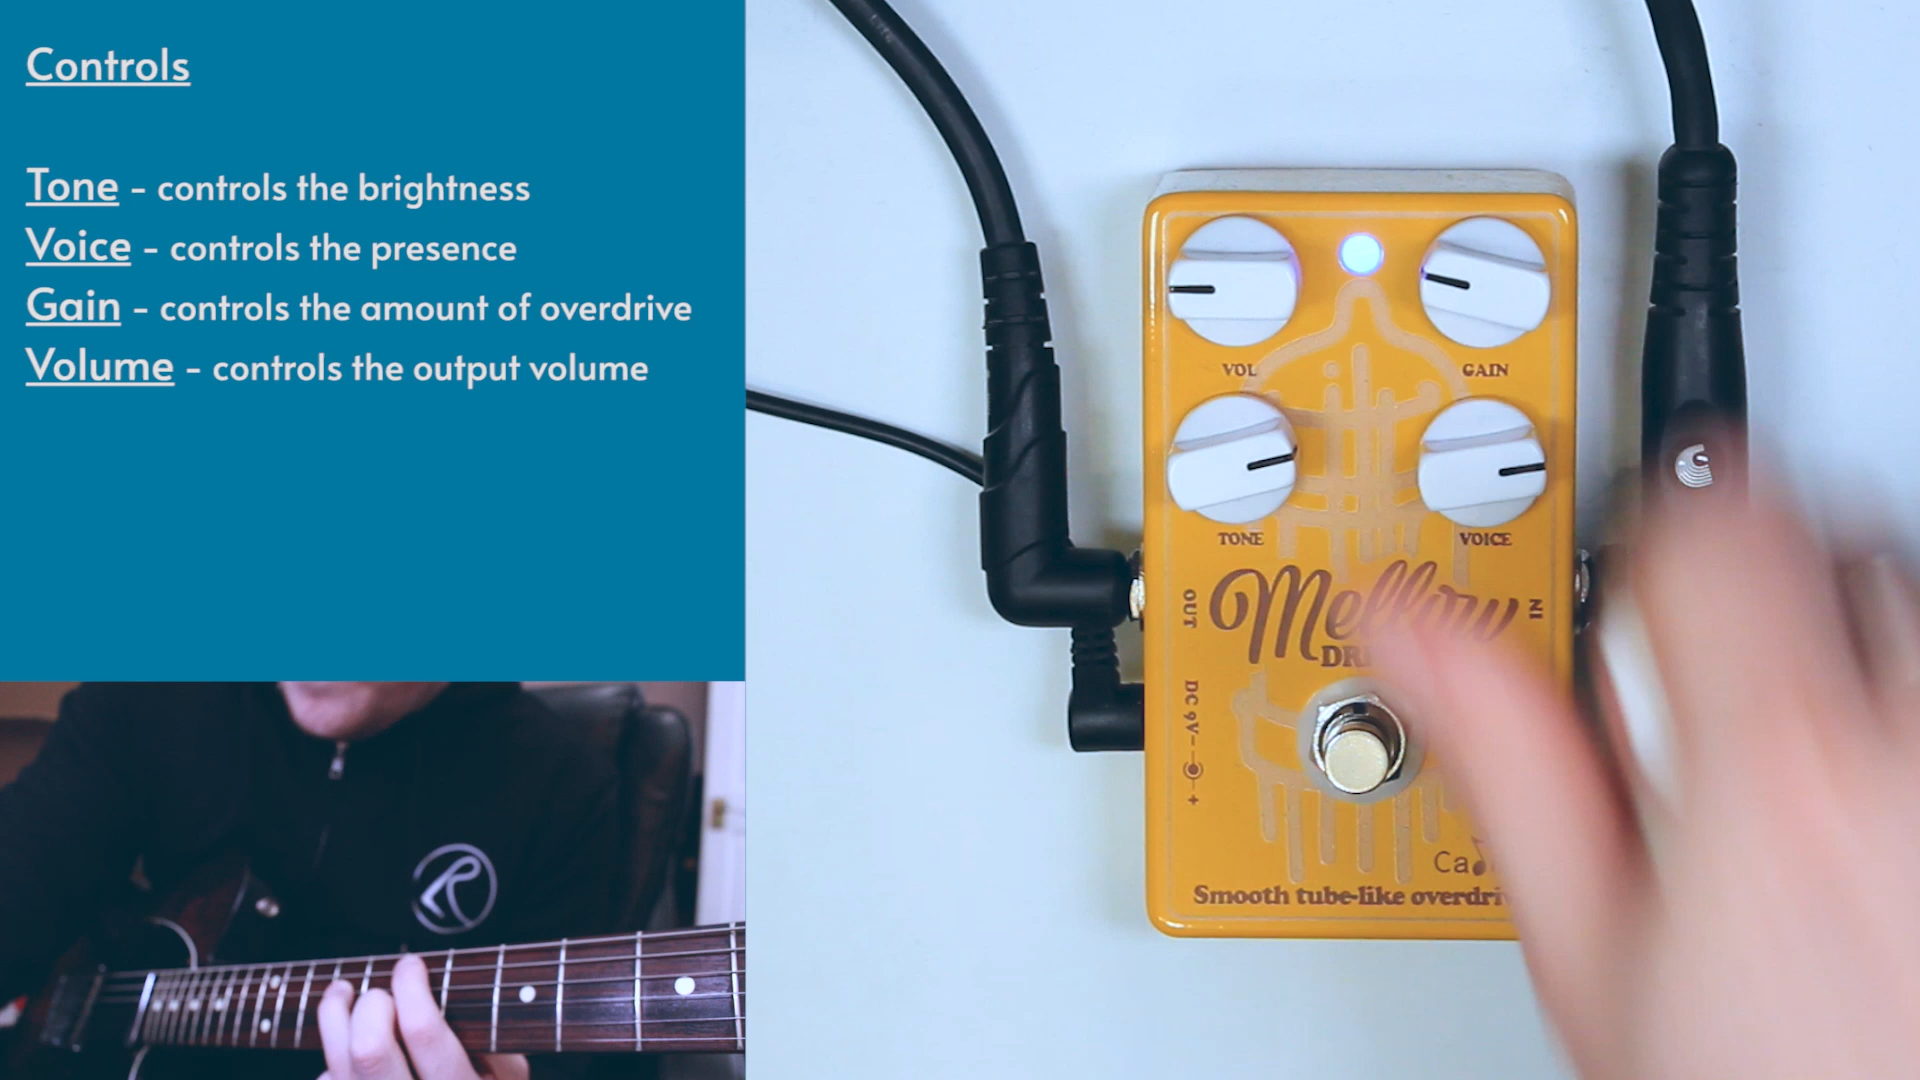 Controls
Tone - controls the brightness
Voice - controls the presence
Gain - controls the amount of overdrive
Volume - controls the output volume
VOL
GAIN
TONE
VOICE
OUT
IN
Mellow
DC 9V
Smooth tube-like